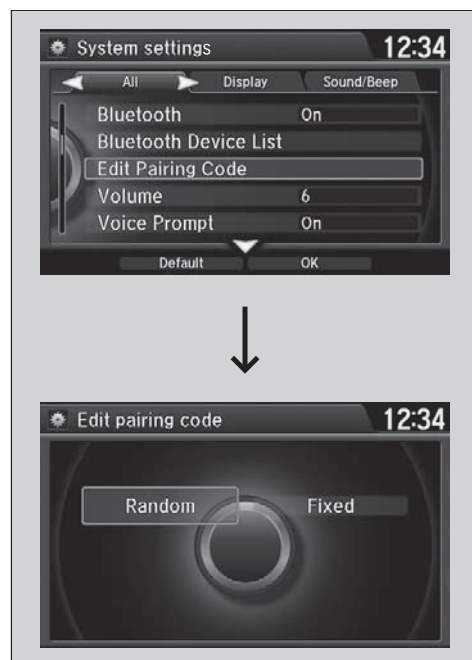 System settings 12:34
All Display Sound/Beep
Bluetooth On
Bluetooth Device List
Edit Pairing Code
Volume 6
Voice Prompt On
Default OK
Edit pairing code 12:34
Random Fixed